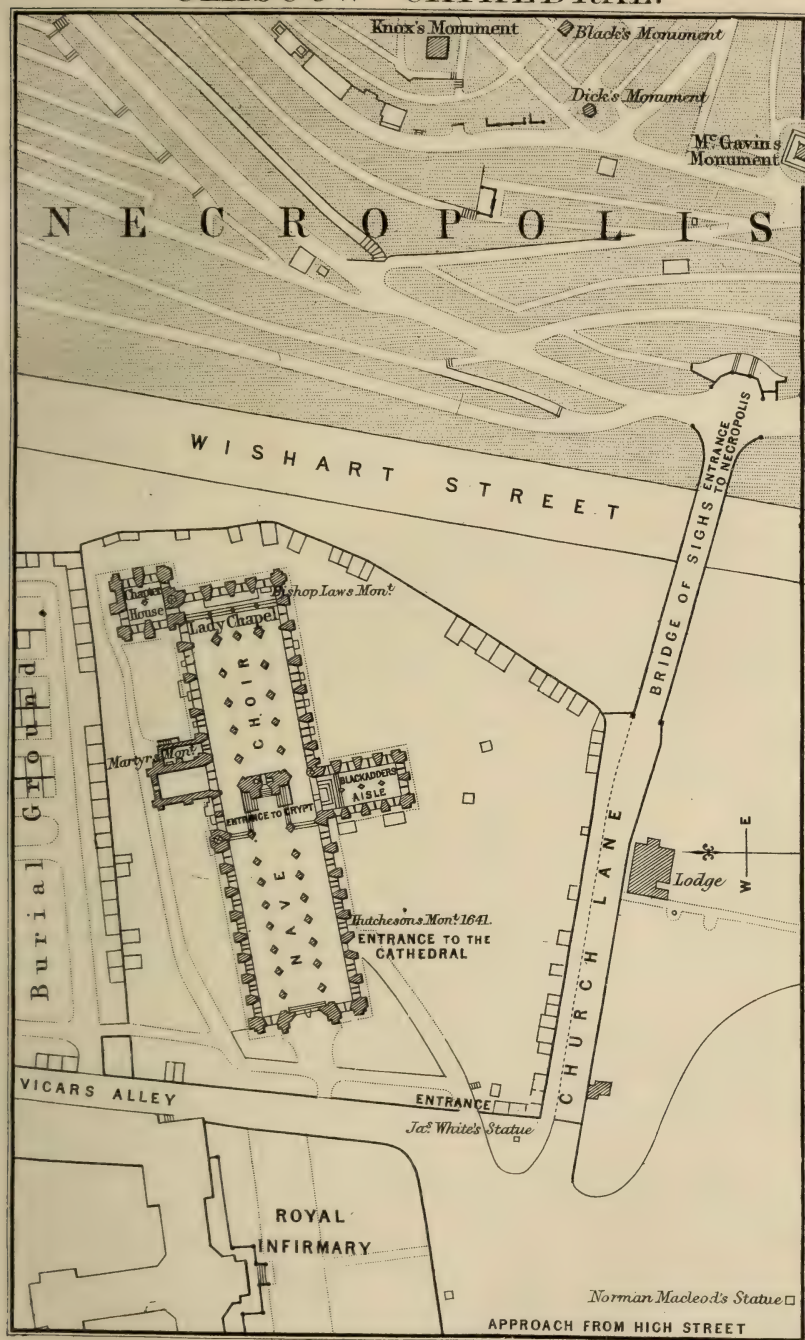 CATHEDRAL.
Knox's Monument
Black's Monument
Dick's Monument
Mc. Gavin's
Monument
NECROPOLIS
WISHART STREET
ENTRANCE
TO NECROPOLIS
BRIDGE OF SIGHS
Chapter
House
Bishop Laws Mont.
Lady Chapel
CHOIR
Martyrs Mont.
BLACKADDERS
AISLE
ENTRANCE TO CRYPT
Burial Ground
NAVE
Hutchesons Mont. 1641.
ENTRANCE TO THE
CATHEDRAL
CHURCH LANE
E
W
Lodge
VICARS ALLEY
ENTRANCE
Jas. White's Statue
ROYAL
INFIRMARY
Norman Macleod's Statue
APPROACH FROM HIGH STREET